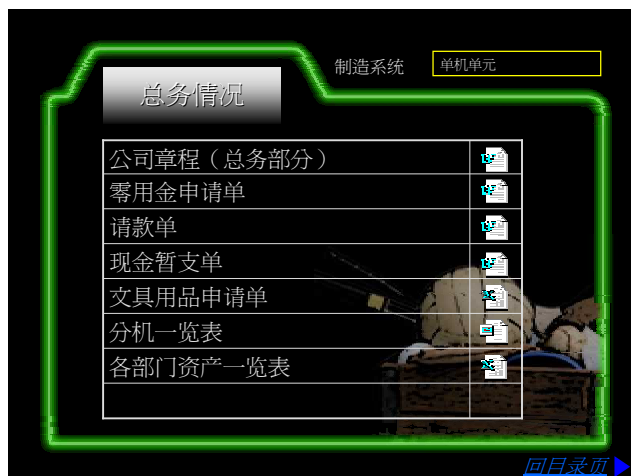 制造系统
单机单元
总务情况
公司章程（总务部分）
零用金申请单
请款单
现金暂支单
文具用品申请单
分机一览表
各部门资产一览表
回目录页